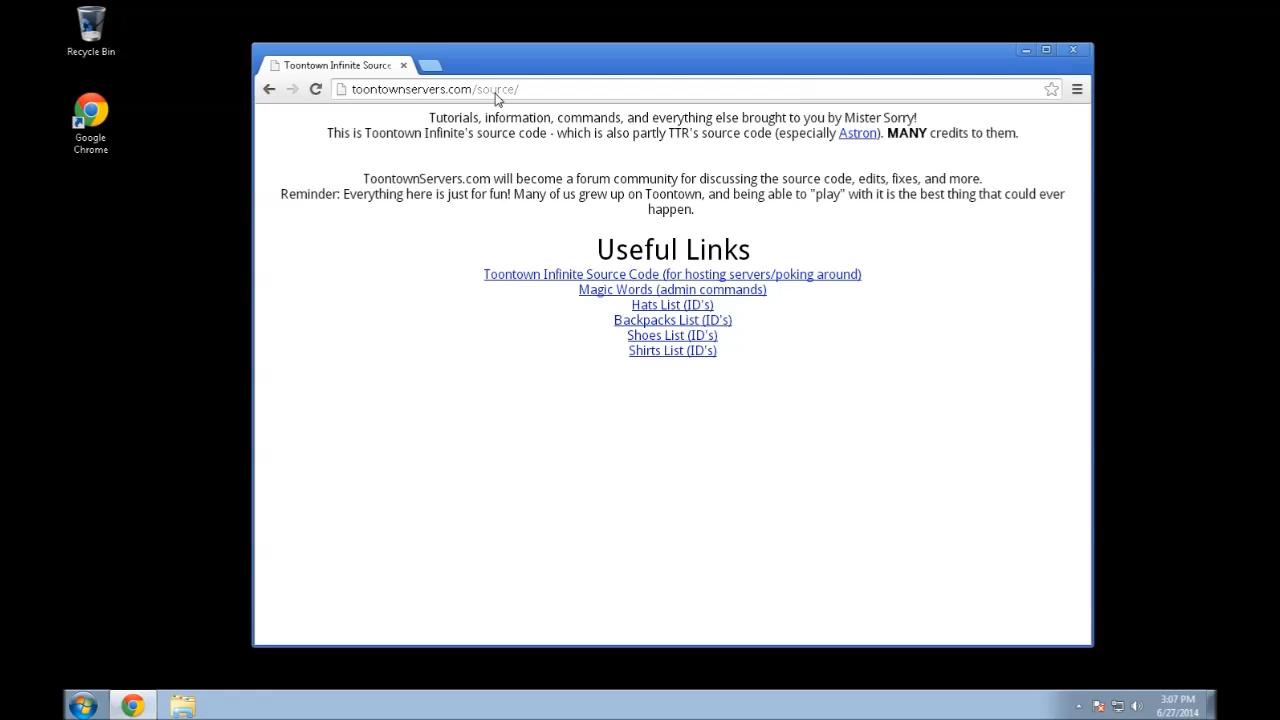 Recycle Bin
Google
Chrome
Toontown Infinite Source
toontownservers.com/source/
Tutorials, information, commands, and everything else brought to you by Mister Sorry!
This is Toontown Infinite's source code - which is also partly TTR's source code (especially Astron). MANY credits to them.
ToontownServers.com will become a forum community for discussing the source code, edits, fixes, and more.
Reminder: Everything here is just for fun! Many of us grew up on Toontown, and being able to "play" with it is the best thing that could ever
happen.
Useful Links
Toontown Infinite Source Code (for hosting servers/poking around)
Magic Words (admin commands)
Hats List (ID's)
Backpacks List (ID's)
Shoes List (ID's)
Shirts List (ID's)
3:07 PM
6/27/2014